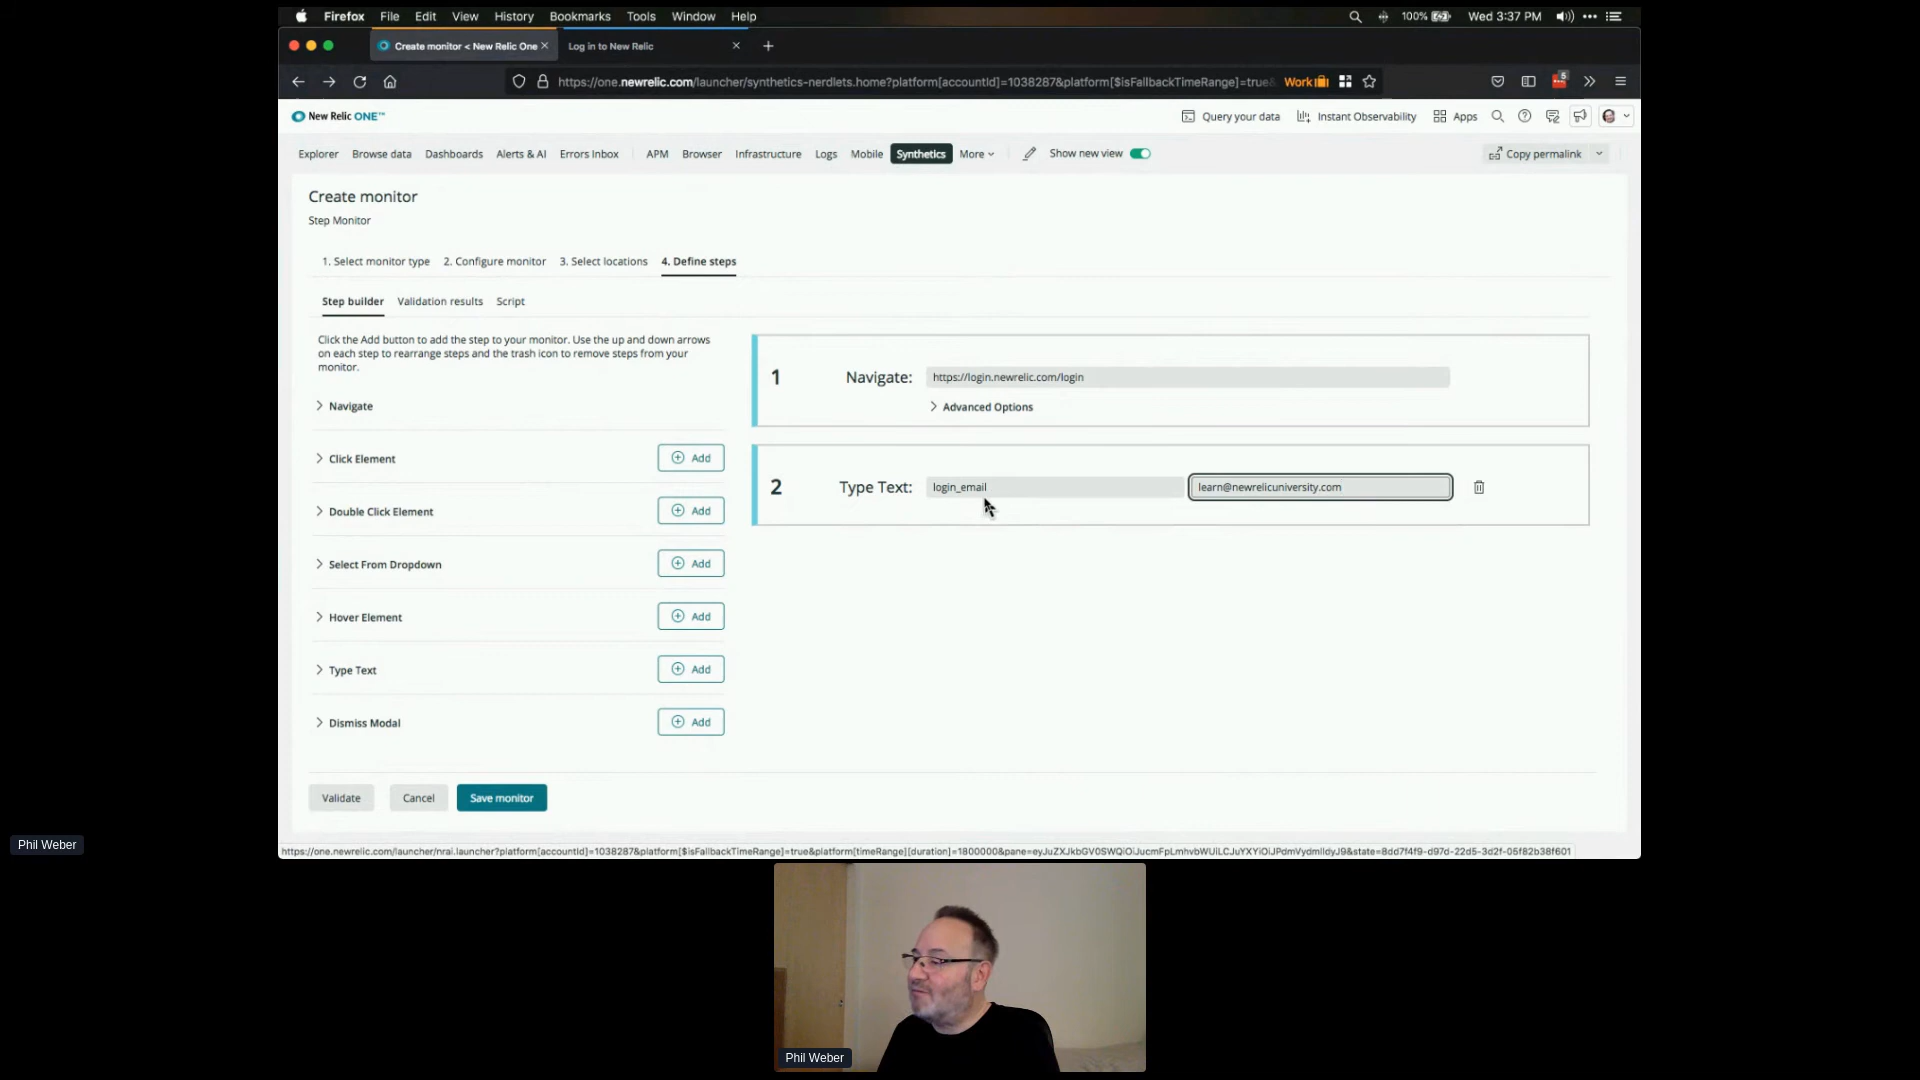 Firefox File Edit View History Bookmarks Tools Window Help
100% Wed 3:37 PM
Create monitor < New Relic One
Log in to New Relic
https://one.newrelic.com/launcher/synthetics-nerdlets.home?platform[accountId]=1038287&platform[$isFallbackTimeRange]=true&
Work
5
New Relic ONE™
Query your data Instant Observability Apps
Explorer Browse data Dashboards Alerts & AI Errors Inbox APM Browser Infrastructure Logs Mobile Synthetics More Show new view Copy permalink
Create monitor
Step Monitor
1. Select monitor type 2. Configure monitor 3. Select locations 4. Define steps
Step builder Validation results Script
Click the Add button to add the step to your monitor. Use the up and down arrows
on each step to rearrange steps and the trash icon to remove steps from your
monitor.
Navigate
Click Element Add
Double Click Element Add
Select From Dropdown Add
Hover Element Add
Type Text Add
Dismiss Modal Add
1 Navigate: https://login.newrelic.com/login
Advanced Options
2 Type Text: login_email learn@newrelicuniversity.com
Validate Cancel Save monitor
Phil Weber
Phil Weber